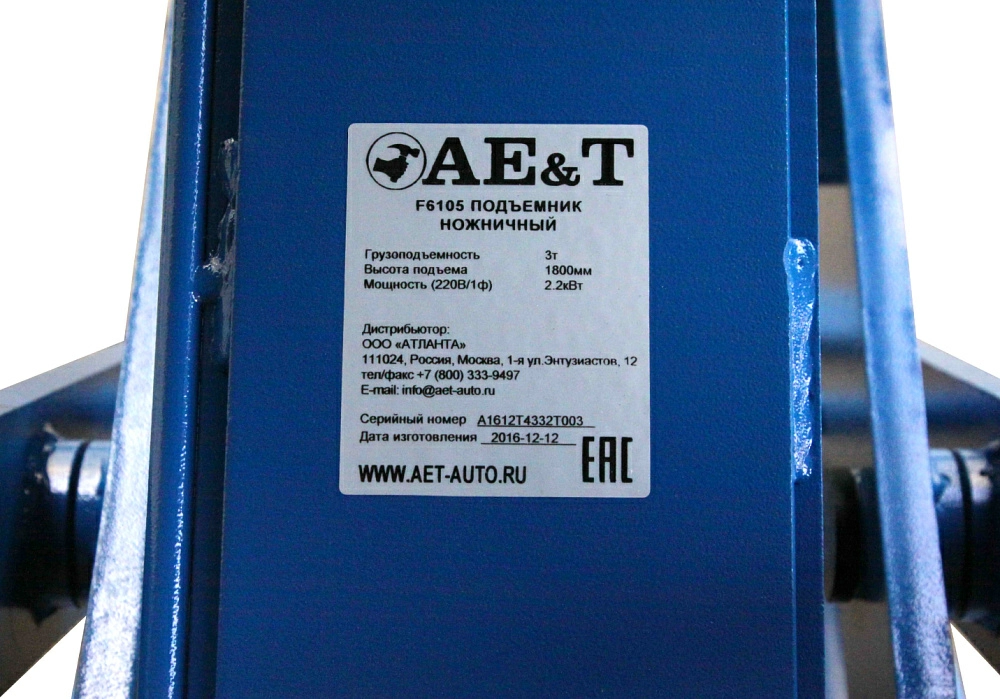 AE&T
F6105 ПОДЪЕМНИК
НОЖНИЧНЫЙ
Грузоподъемность 3т
Высота подъема 1800мм
Мощность (220В/1ф) 2.2кВт
Дистрибьютор:
ООО «АТЛАНТА»
111024, Россия, Москва, 1-я ул.Энтузиастов, 12
тел/факс +7 (800) 333-9497
E-mail: info@aet-auto.ru
Серийный номер A1612T4332T003
Дата изготовления 2016-12-12
WWW.AET-AUTO.RU EAC